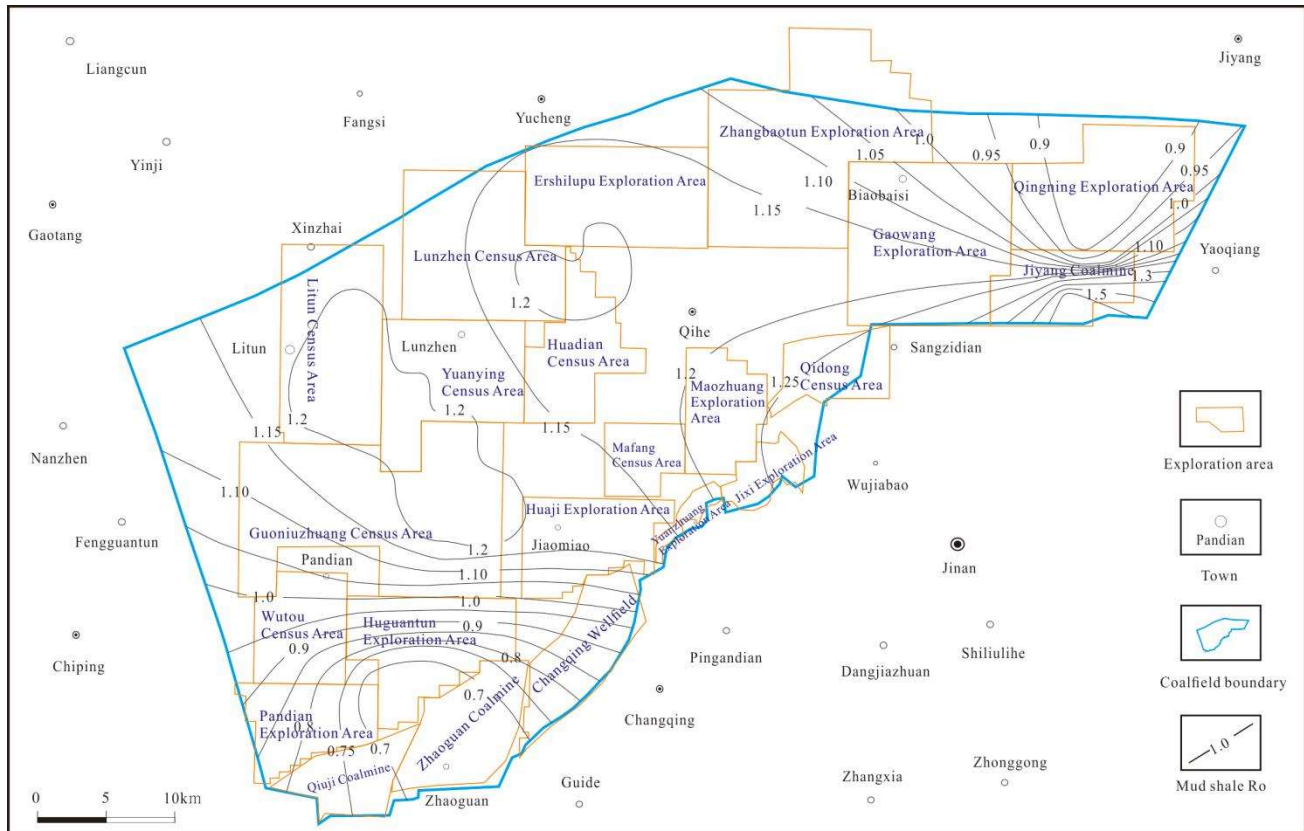 Liangcun
Jiyang
Fangsi
Yucheng
Yinji
Zhangbaotun Exploration Area
1.0
0.9
0.9
1.05
0.95
0.95
Ershilupu Exploration Area
1.10
Biaobaisi
Qingning Exploration Area
1.0
1.15
Gaotang
Xinzhai
Gaowang
Exploration Area
1.10
Yaoqiang
Lunzhen Census Area
Jiyang Coalmine
1.3
1.5
1.2
Litun Census Area
Qihe
Litun
Lunzhen
Huadian
Census Area
Sangzidian
Yuanying
Census Area
1.2
Maozhuang
Exploration
Area
1.25
Qidong
Census Area
1.2
1.2
1.15
1.15
Nanzhen
Mafang
Census Area
Jixi Exploration Area
Exploration area
Wujiabao
1.10
Huaji Exploration Area
Yuanzhuang
Exploration Area
Fengguantun
Guoniuzhuang Census Area
Jiaomiao
1.2
Pandian
1.10
Jinan
Pandian
Town
1.0
1.0
Wutou
Census Area
Huguantun
Exploration Area
0.9
Changqing Wellfield
Chiping
0.9
0.8
Pingandian
Dangjiazhuan
Shiliulihe
Coalfield boundary
0.7
Changqing
Pandian
Exploration Area
0.8
0.75
0.7
Zhaoguan Coalmine
1.0
Mud shale Ro
Qiuji Coalmine
Zhaoguan
Guide
Zhangxia
Zhonggong
0 5 10km